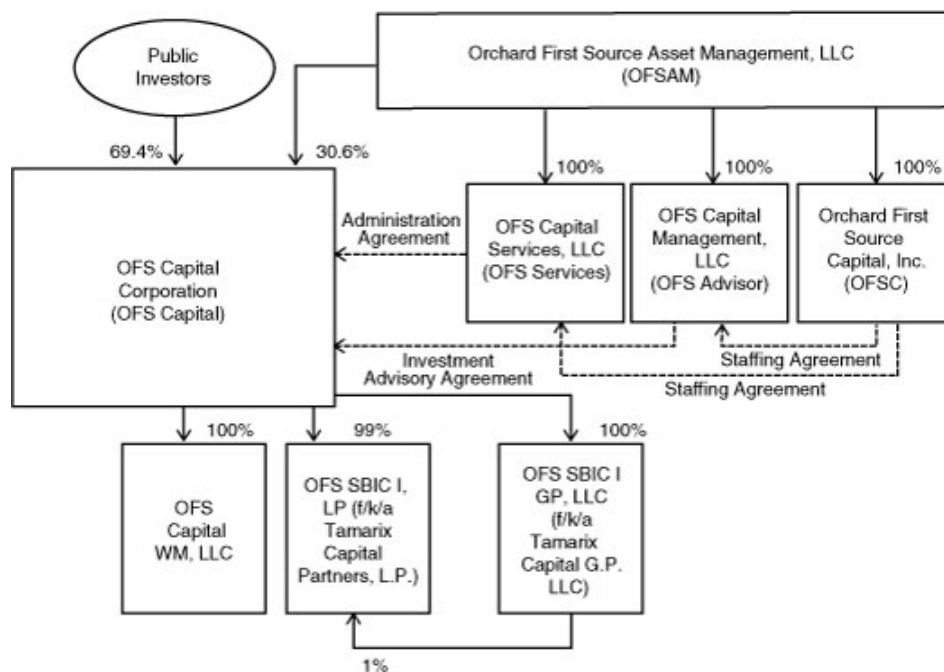 Public
Investors
Orchard First Source Asset Management, LLC
(OFSAM)
69.4%
30.6%
100%
100%
100%
OFS Capital
Corporation
(OFS Capital)
Administration
Agreement
OFS Capital
Services, LLC
(OFS Services)
OFS Capital
Management,
LLC
(OFS Advisor)
Orchard First
Source
Capital, Inc.
(OFSC)
Investment
Advisory Agreement
Staffing Agreement
Staffing Agreement
100%
99%
100%
OFS
Capital
WM, LLC
OFS SBIC I,
LP (f/k/a
Tamarix
Capital
Partners, L.P.)
OFS SBIC I
GP, LLC
(f/k/a
Tamarix
Capital G.P.
LLC)
1%